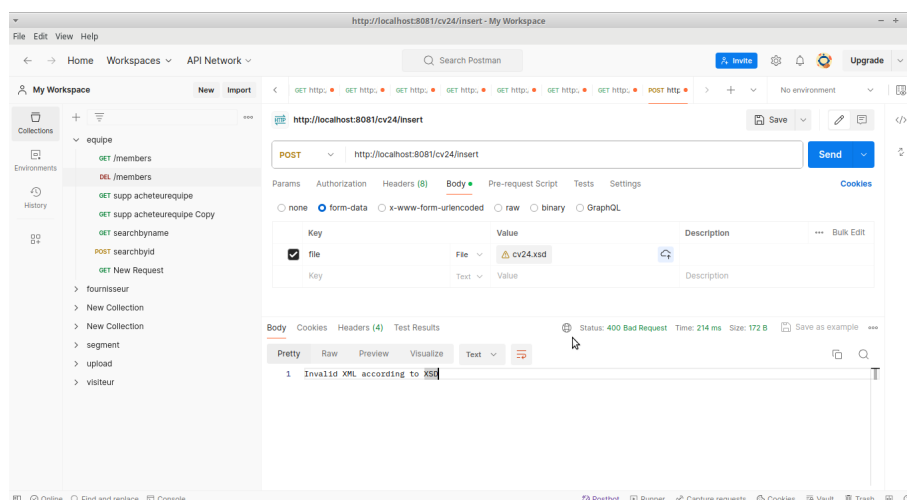 http://localhost:8081/cv24/insert - My Workspace
File Edit View Help
Home Workspaces API Network Search Postman Invite Upgrade
My Workspace New Import GET http:. GET http:. GET http:. GET http:. GET http:. GET http:. GET http:. POST http No environment
Collections
Environments
History
equipe
GET /members
DEL /members
GET supp acheteurequipe
GET supp acheteurequipe Copy
GET searchbyname
POST searchbyid
GET New Request
fournisseur
New Collection
New Collection
segment
upload
visiteur
http://localhost:8081/cv24/insert Save
POST http://localhost:8081/cv24/insert Send
Params Authorization Headers (8) Body Pre-request Script Tests Settings Cookies
none form-data x-www-form-urlencoded raw binary GraphQL
Key Value Description Bulk Edit
file File cv24.xsd
Key Text Value Description
Body Cookies Headers (4) Test Results Status: 400 Bad Request Time: 214 ms Size: 172 B Save as example
Pretty Raw Preview Visualize Text
1 Invalid XML according to XSD
Online Find and replace Console Postbot Runner Capture requests Cookies Vault Trash